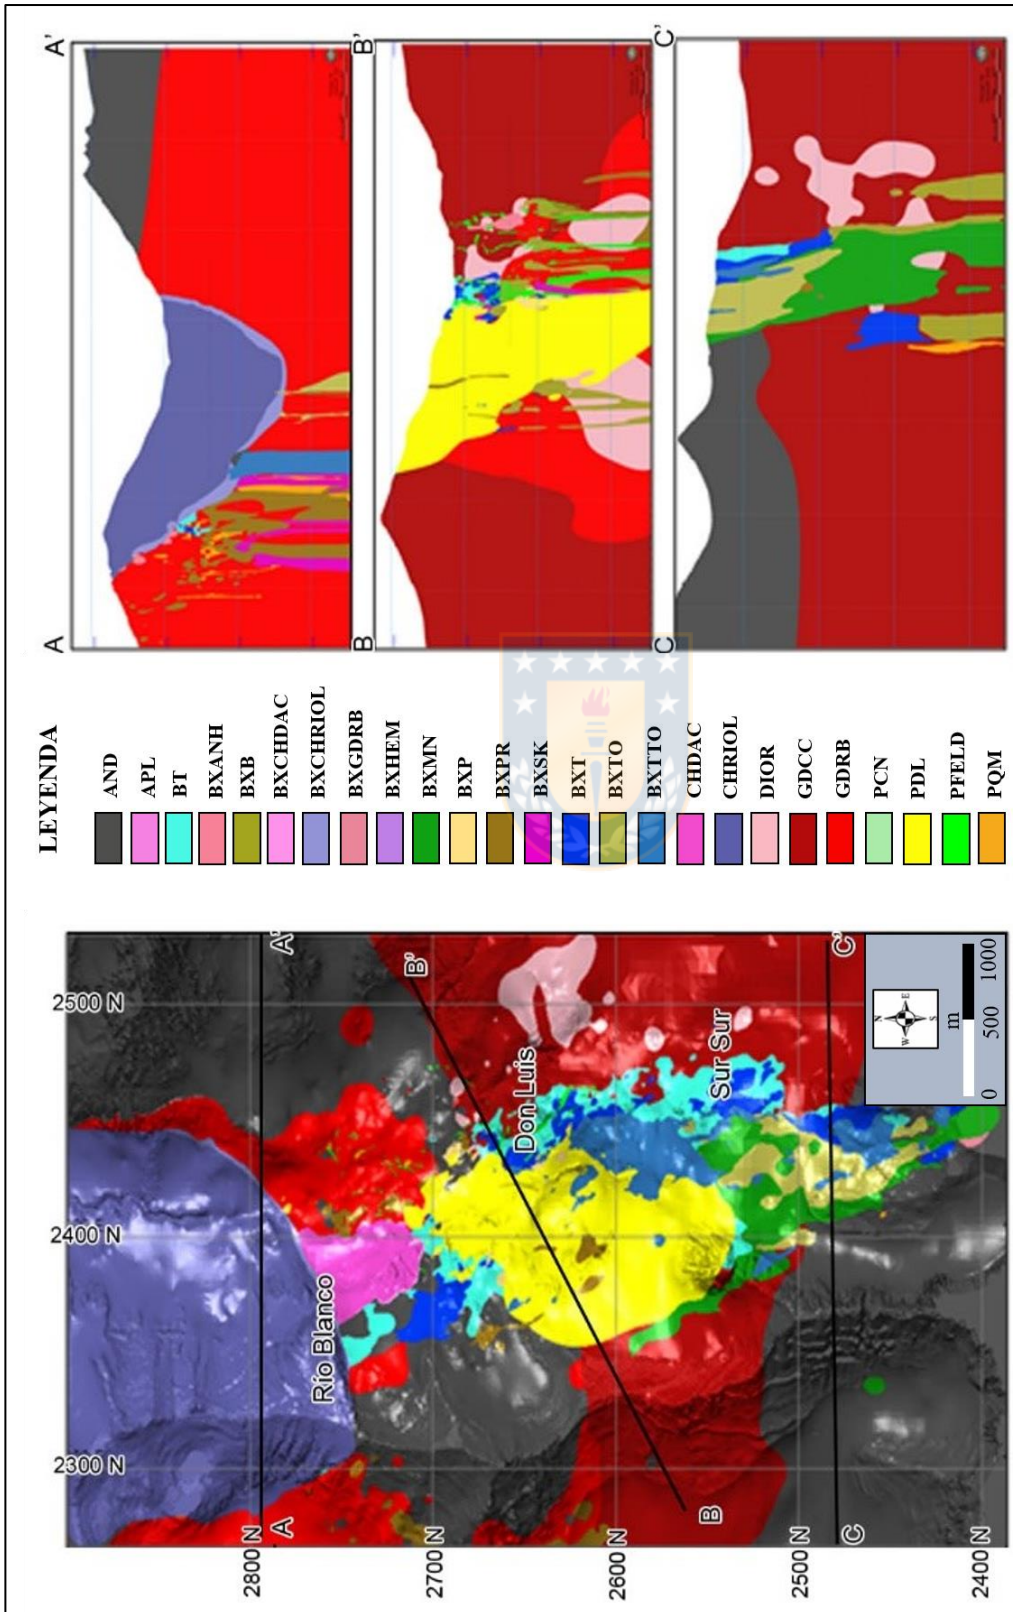 A
A'
B
B'
C
C'
LEYENDA
AND
APL
BT
BXANH
BXB
BXCHDAC
BXCHRIOL
BXGDRB
BXHEM
BXMN
BXP
BXPR
BXSK
BXT
BXTO
BXTTO
CHDAC
CHRIOL
DIOR
GDCC
GDRB
PCN
PDL
PFELD
PQM
2300 N
2400 N
2500 N
2800 N
2700 N
2600 N
2500 N
2400 N
A
A'
B
B'
C
C'
Río Blanco
Don Luis
Sur Sur
N
W
E
S
m
0
500
1000